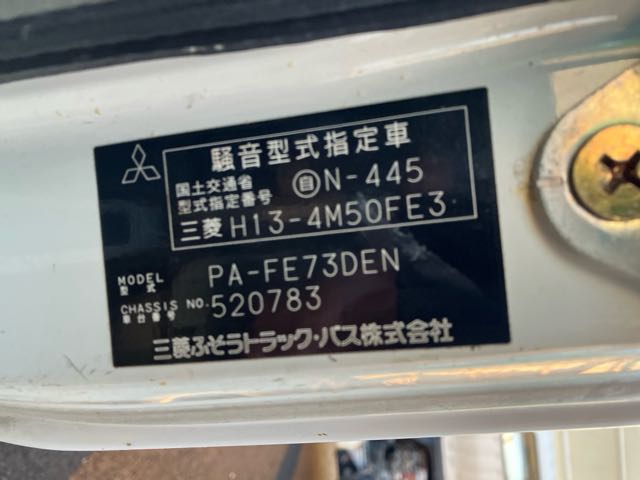 騒音型式指定車
国土交通省
型式指定番号 自N-445
三菱 H13-4M50FE3
MODEL 型式 PA-FE73DEN
CHASSIS NO. 車台番号 520783
三菱ふそうトラック・バス株式会社